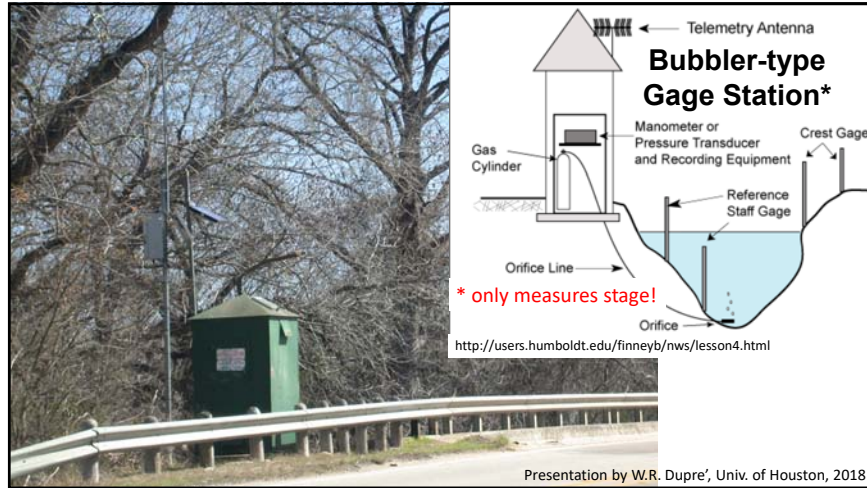 Telemetry Antenna
Bubbler-type
Gage Station*
Manometer or
Pressure Transducer
and Recording Equipment
Crest Gage
Gas
Cylinder
Reference
Staff Gage
Orifice Line
* only measures stage!
Orifice
http://users.humboldt.edu/finneyb/nws/lesson4.html
Presentation by W.R. Dupre’, Univ. of Houston, 2018